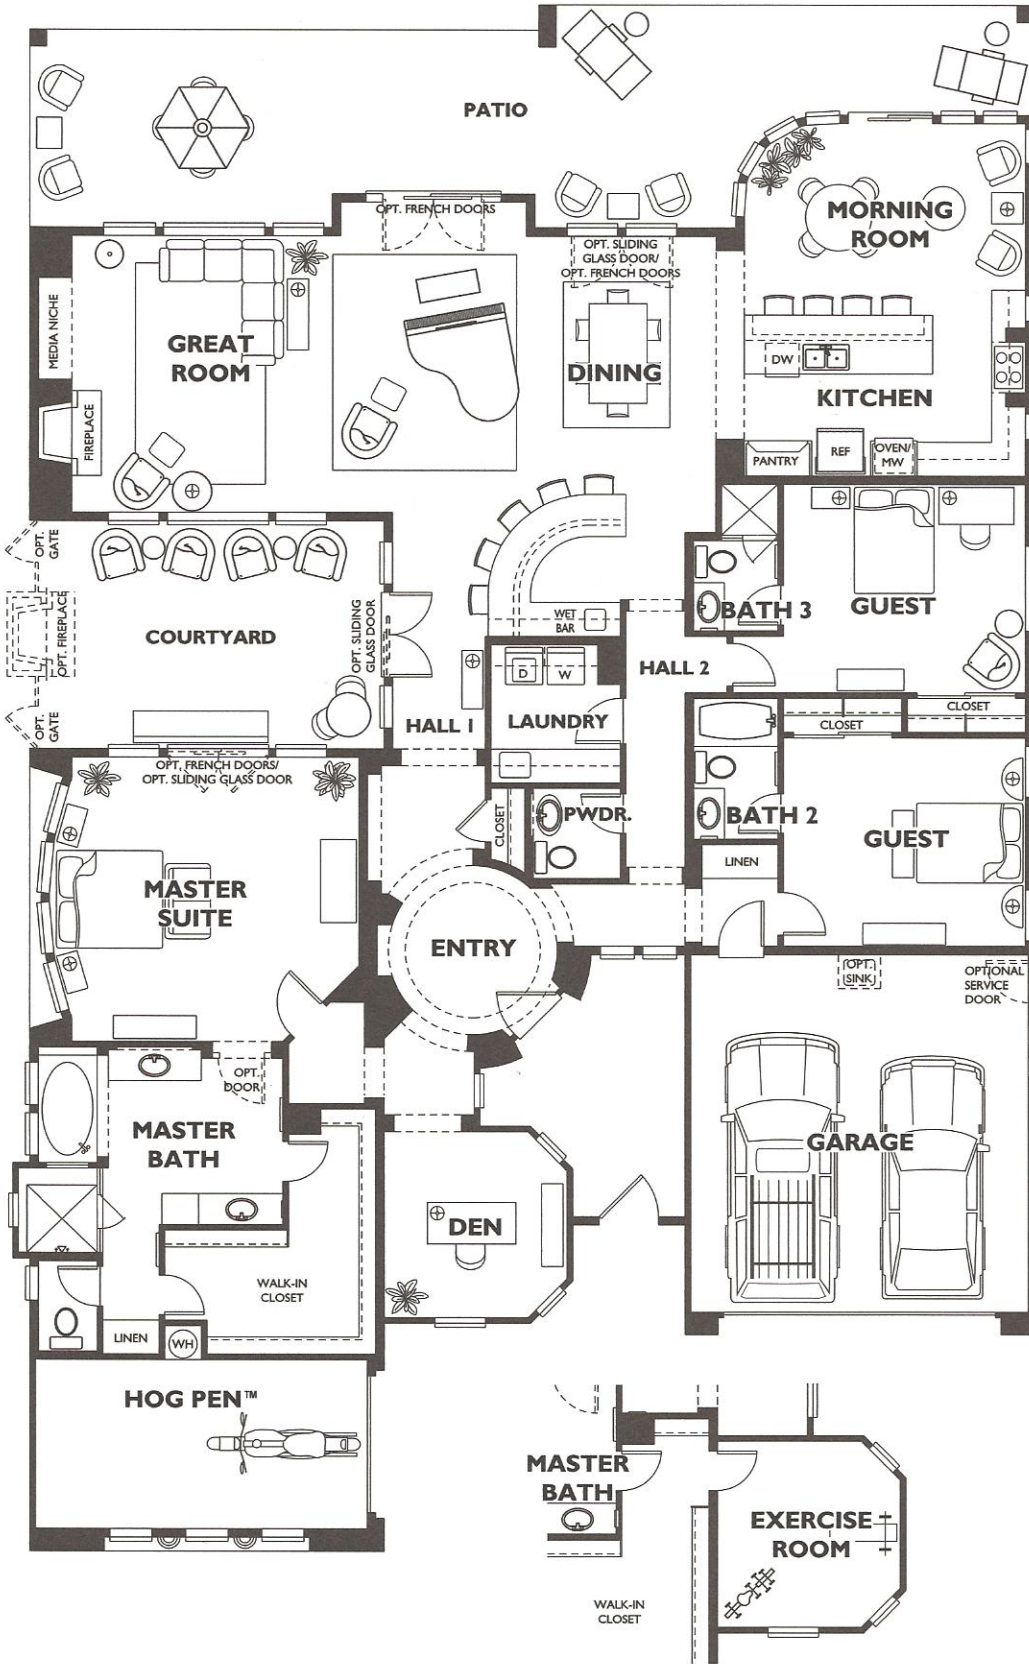 PATIO
OPT. FRENCH DOORS
MORNING
ROOM
OPT. SLIDING
GLASS DOOR/
OPT. FRENCH DOORS
MEDIA NICHE
GREAT
ROOM
DINING
DW
KITCHEN
FIREPLACE
PANTRY
REF
OVEN/
MW
OPT.
GATE
OPT. FIREPLACE
OPT.
GATE
COURTYARD
OPT. SLIDING
GLASS DOOR
WET
BAR
BATH 3
GUEST
HALL 2
D
W
HALL 1
LAUNDRY
CLOSET
CLOSET
OPT. FRENCH DOORS/
OPT. SLIDING GLASS DOOR
CLOSET
PWDR.
BATH 2
GUEST
LINEN
MASTER
SUITE
ENTRY
OPT.
SINK
OPTIONAL
SERVICE
DOOR
OPT.
DOOR
MASTER
BATH
GARAGE
DEN
WALK-IN
CLOSET
LINEN
WH
HOG PEN™
MASTER
BATH
EXERCISE
ROOM
WALK-IN
CLOSET